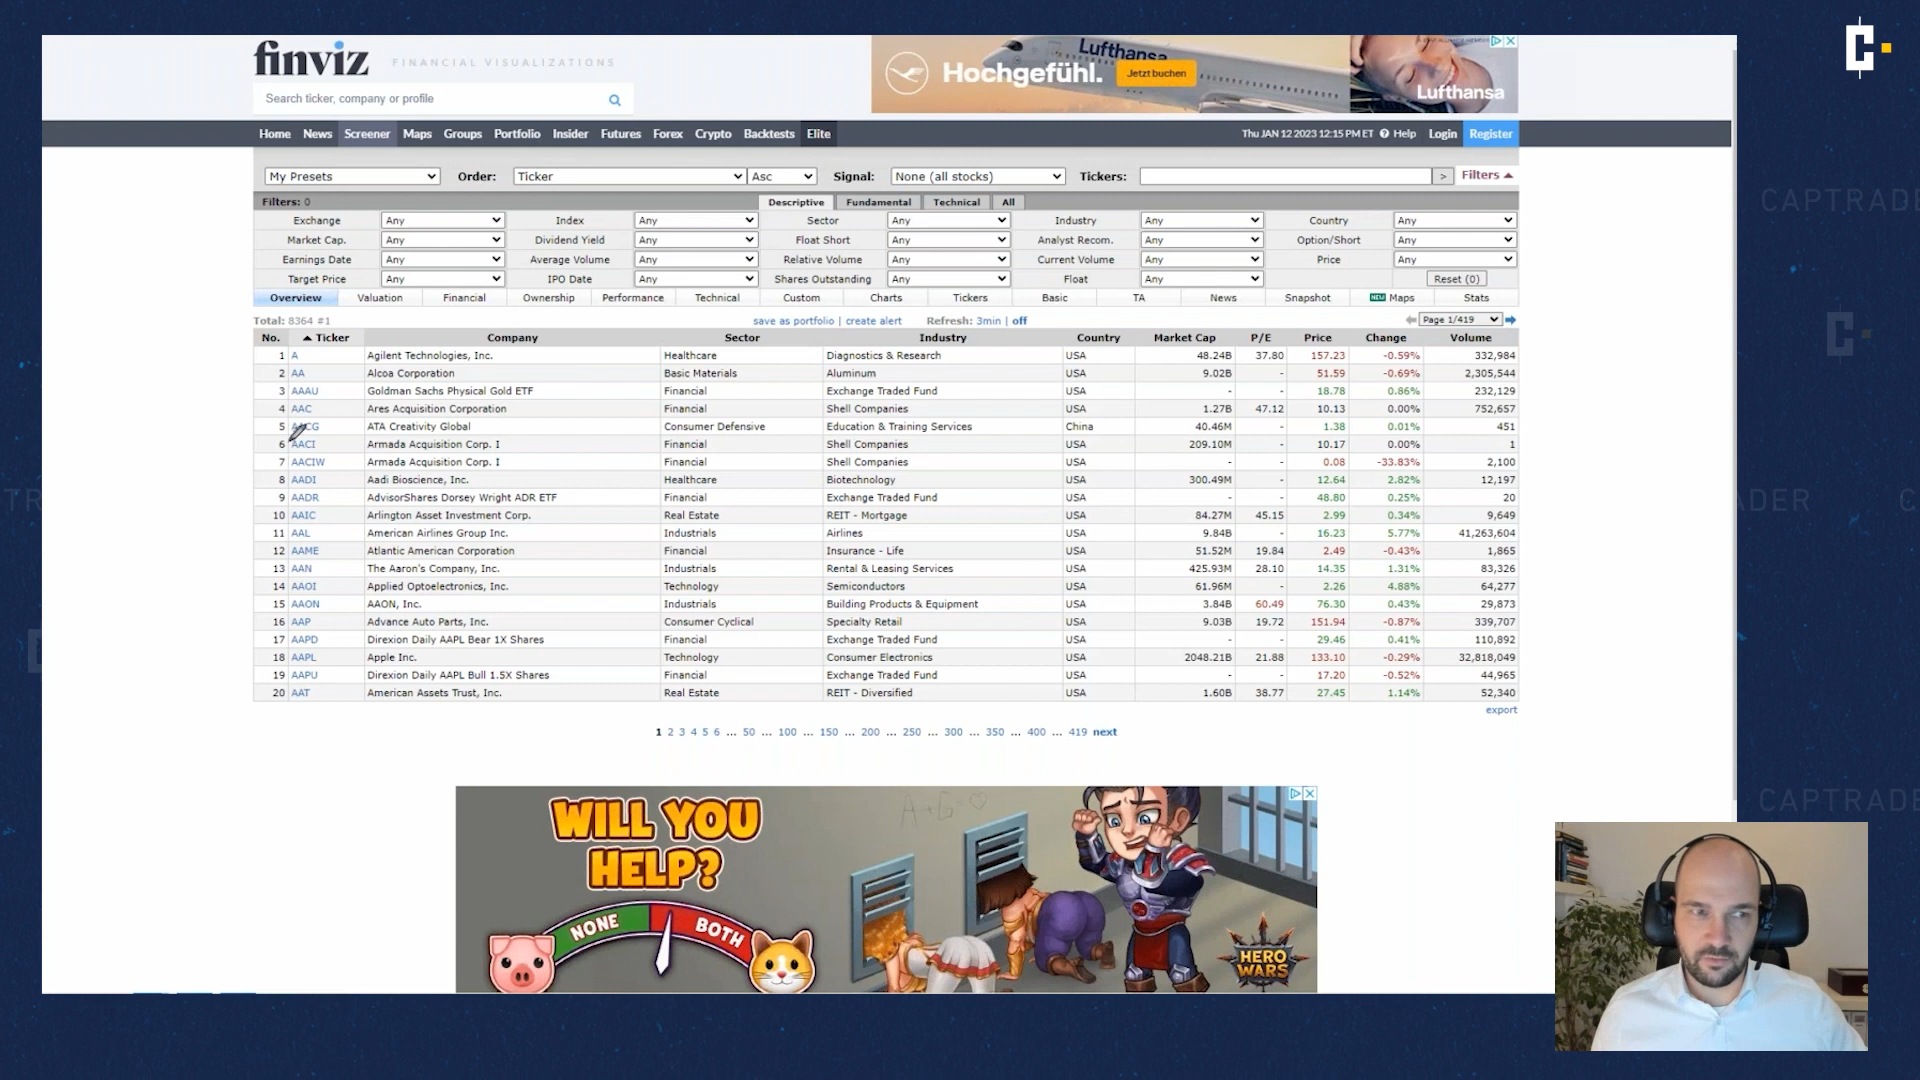 finviz FINANCIAL VISUALIZATIONS
Lufthansa
Hochgefühl. Jetzt buchen
Lufthansa
Search ticker, company or profile
Home News Screener Maps Groups Portfolio Insider Futures Forex Crypto Backtests Elite Thu JAN 12 2023 12:15 PM ET Help Login Register
My Presets Order: Ticker Asc Signal: None (all stocks) Tickers: > Filters
Filters: 0 Descriptive Fundamental Technical All
Exchange Any Index Any Sector Any Industry Any Country Any
Market Cap. Any Dividend Yield Any Float Short Any Analyst Recom. Any Option/Short Any
Earnings Date Any Average Volume Any Relative Volume Any Current Volume Any Price Any
Target Price Any IPO Date Any Shares Outstanding Any Float Any Reset (0)
Overview Valuation Financial Ownership Performance Technical Custom Charts Tickers Basic TA News Snapshot NEW Maps Stats
Total: 8364 #1 save as portfolio | create alert Refresh: 3min | off Page 1/419
No. Ticker Company Sector Industry Country Market Cap P/E Price Change Volume
1 A Agilent Technologies, Inc. Healthcare Diagnostics & Research USA 48.24B 37.80 157.23 -0.59% 332,984
2 AA Alcoa Corporation Basic Materials Aluminum USA 9.02B - 51.59 -0.69% 2,305,544
3 AAAU Goldman Sachs Physical Gold ETF Financial Exchange Traded Fund USA - - 18.78 0.86% 232,129
4 AAC Ares Acquisition Corporation Financial Shell Companies USA 1.27B 47.12 10.13 0.00% 752,657
5 AACG ATA Creativity Global Consumer Defensive Education & Training Services China 40.46M - 1.38 0.01% 451
6 AACI Armada Acquisition Corp. I Financial Shell Companies USA 209.10M - 10.17 0.00% 1
7 AACIW Armada Acquisition Corp. I Financial Shell Companies USA - - 0.08 -33.83% 2,100
8 AADI Aadi Bioscience, Inc. Healthcare Biotechnology USA 300.49M - 12.64 2.82% 12,197
9 AADR AdvisorShares Dorsey Wright ADR ETF Financial Exchange Traded Fund USA - - 48.80 0.25% 20
10 AAIC Arlington Asset Investment Corp. Real Estate REIT - Mortgage USA 84.27M 45.15 2.99 0.34% 9,649
11 AAL American Airlines Group Inc. Industrials Airlines USA 9.84B - 16.23 5.77% 41,263,604
12 AAME Atlantic American Corporation Financial Insurance - Life USA 51.52M 19.84 2.49 -0.43% 1,865
13 AAN The Aaron's Company, Inc. Industrials Rental & Leasing Services USA 425.93M 28.10 14.35 1.31% 83,326
14 AAOI Applied Optoelectronics, Inc. Technology Semiconductors USA 61.96M - 2.26 4.88% 64,277
15 AAON AAON, Inc. Industrials Building Products & Equipment USA 3.84B 60.49 76.30 0.43% 29,873
16 AAP Advance Auto Parts, Inc. Consumer Cyclical Specialty Retail USA 9.03B 19.72 151.94 -0.87% 339,707
17 AAPD Direxion Daily AAPL Bear 1X Shares Financial Exchange Traded Fund USA - - 29.46 0.41% 110,892
18 AAPL Apple Inc. Technology Consumer Electronics USA 2048.21B 21.88 133.10 -0.29% 32,818,049
19 AAPU Direxion Daily AAPL Bull 1.5X Shares Financial Exchange Traded Fund USA - - 17.20 -0.52% 44,965
20 AAT American Assets Trust, Inc. Real Estate REIT - Diversified USA 1.60B 38.77 27.45 1.14% 52,340
export
1 2 3 4 5 6 ... 50 ... 100 ... 150 ... 200 ... 250 ... 300 ... 350 ... 400 ... 419 next
WILL YOU
HELP?
NONE BOTH
A+G=
HERO
WARS
CAPTRADE
TR
ADER
C
CAPTRADE